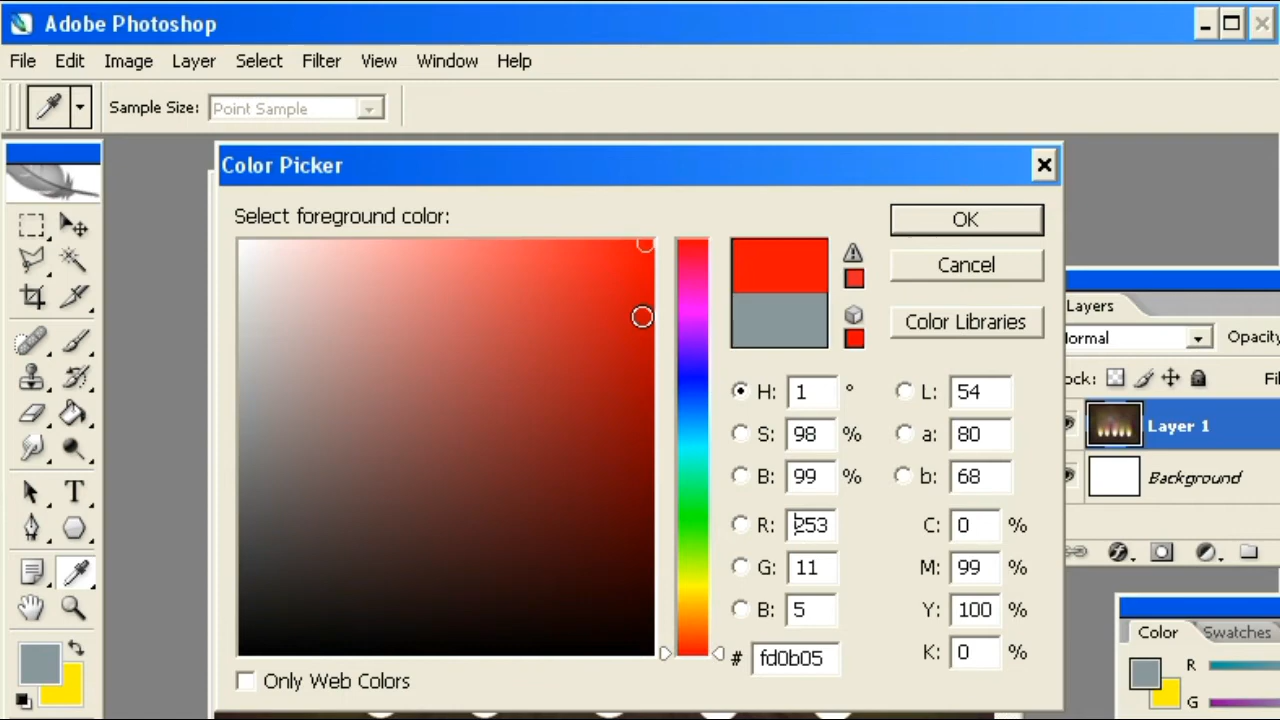 Adobe Photoshop
File Edit Image Layer Select Filter View Window Help
Sample Size: Point Sample
Color Picker
Select foreground color:
OK
Cancel
Color Libraries
H: 1 °
S: 98 %
B: 99 %
R: 253
G: 11
B: 5
# fd0b05
L: 54
a: 80
b: 68
C: 0 %
M: 99 %
Y: 100 %
K: 0 %
Only Web Colors
Layers
ormal Opacity
ock: Fil
Layer 1
Background
Color Swatches
R
G